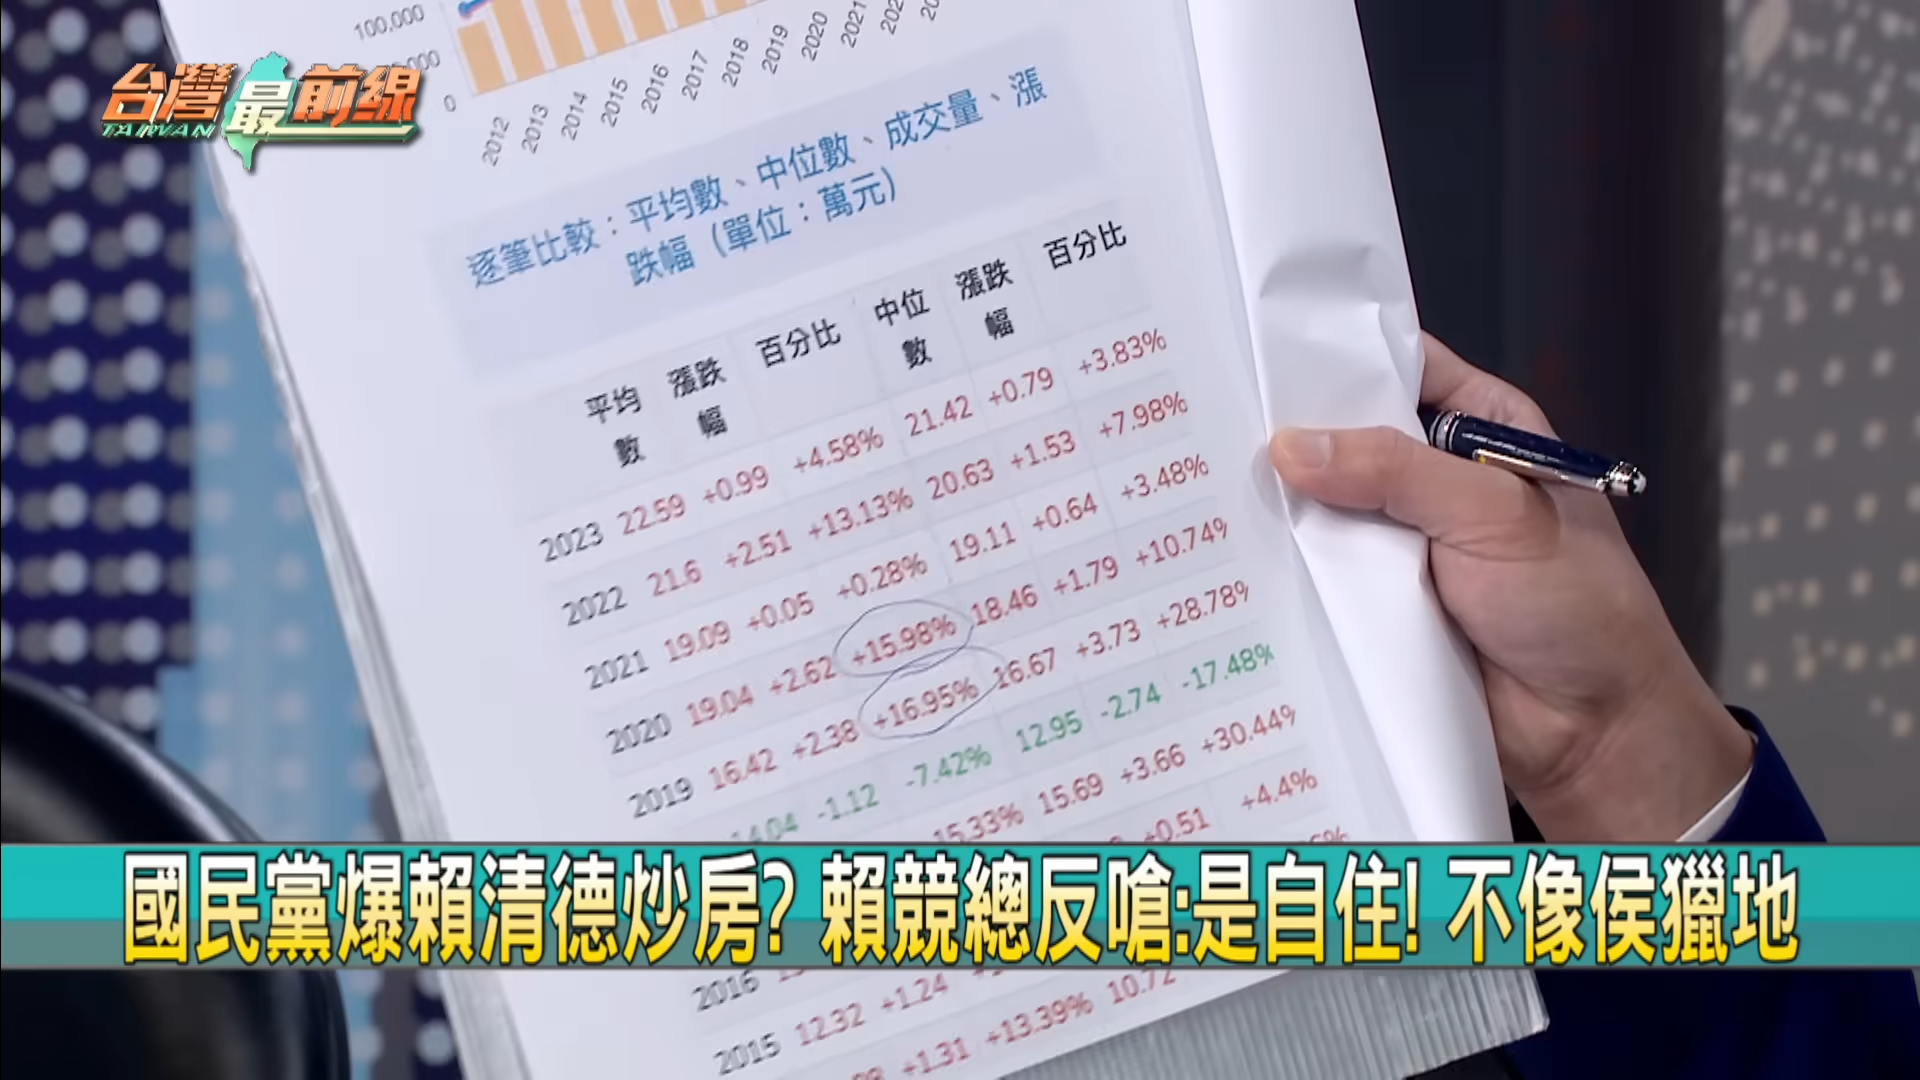 100,000
0
2012 2013 2014 2015 2016 2017 2018 2019 2020 2021
台灣最前線
TAIWAN
逐筆比較：平均數、中位數、成交量、漲
跌幅（單位：萬元）
平均數 漲跌幅 百分比 中位數 漲跌幅 百分比
2023 22.59 +0.99 +4.58% 21.42 +0.79 +3.83%
2022 21.6 +2.51 +13.13% 20.63 +1.53 +7.98%
2021 19.09 +0.05 +0.28% 19.11 +0.64 +3.48%
2020 19.04 +2.62 +15.98% 18.46 +1.79 +10.74%
2019 16.42 +2.38 +16.95% 16.67 +3.73 +28.78%
14.04 -1.12 -7.42% 12.95 -2.74 -17.48%
15.33% 15.69 +3.66 +30.44%
+0.51 +4.4%
國民黨爆賴清德炒房? 賴競總反嗆:是自住! 不像侯獵地
2016
2015 12.32 +1.24
+1.31 +13.39% 10.72